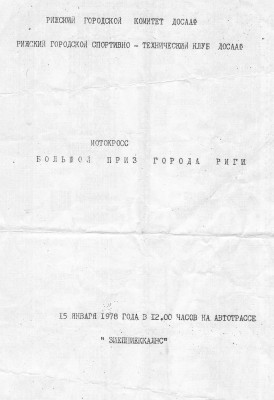 РИЖСКИЙ ГОРОДСКОЙ КОМИТЕТ ДОСААФ
РИЖСКИЙ ГОРОДСКОЙ СПОРТИВНО - ТЕХНИЧЕСКИЙ КЛУБ ДОСААФ
МОТОКРОСС
БОЛЬШОЙ ПРИЗ ГОРОДА РИГИ
15 ЯНВАРЯ 1978 ГОДА В 12.00 ЧАСОВ НА АВТОТРАССЕ
" ЗИЕПНИЕККАЛНС"